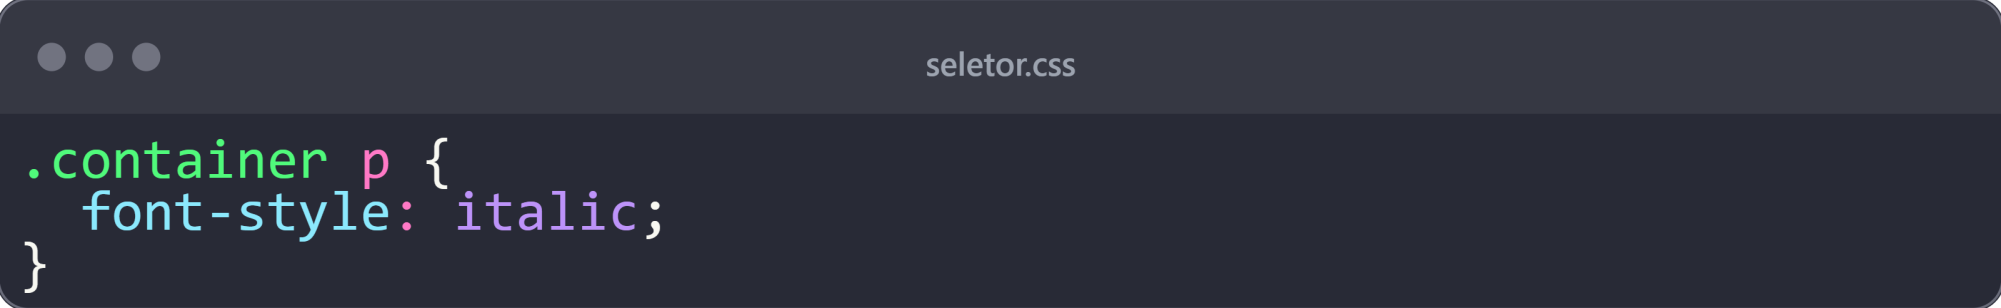 seletor.css
.container p {
  font-style: italic;
}